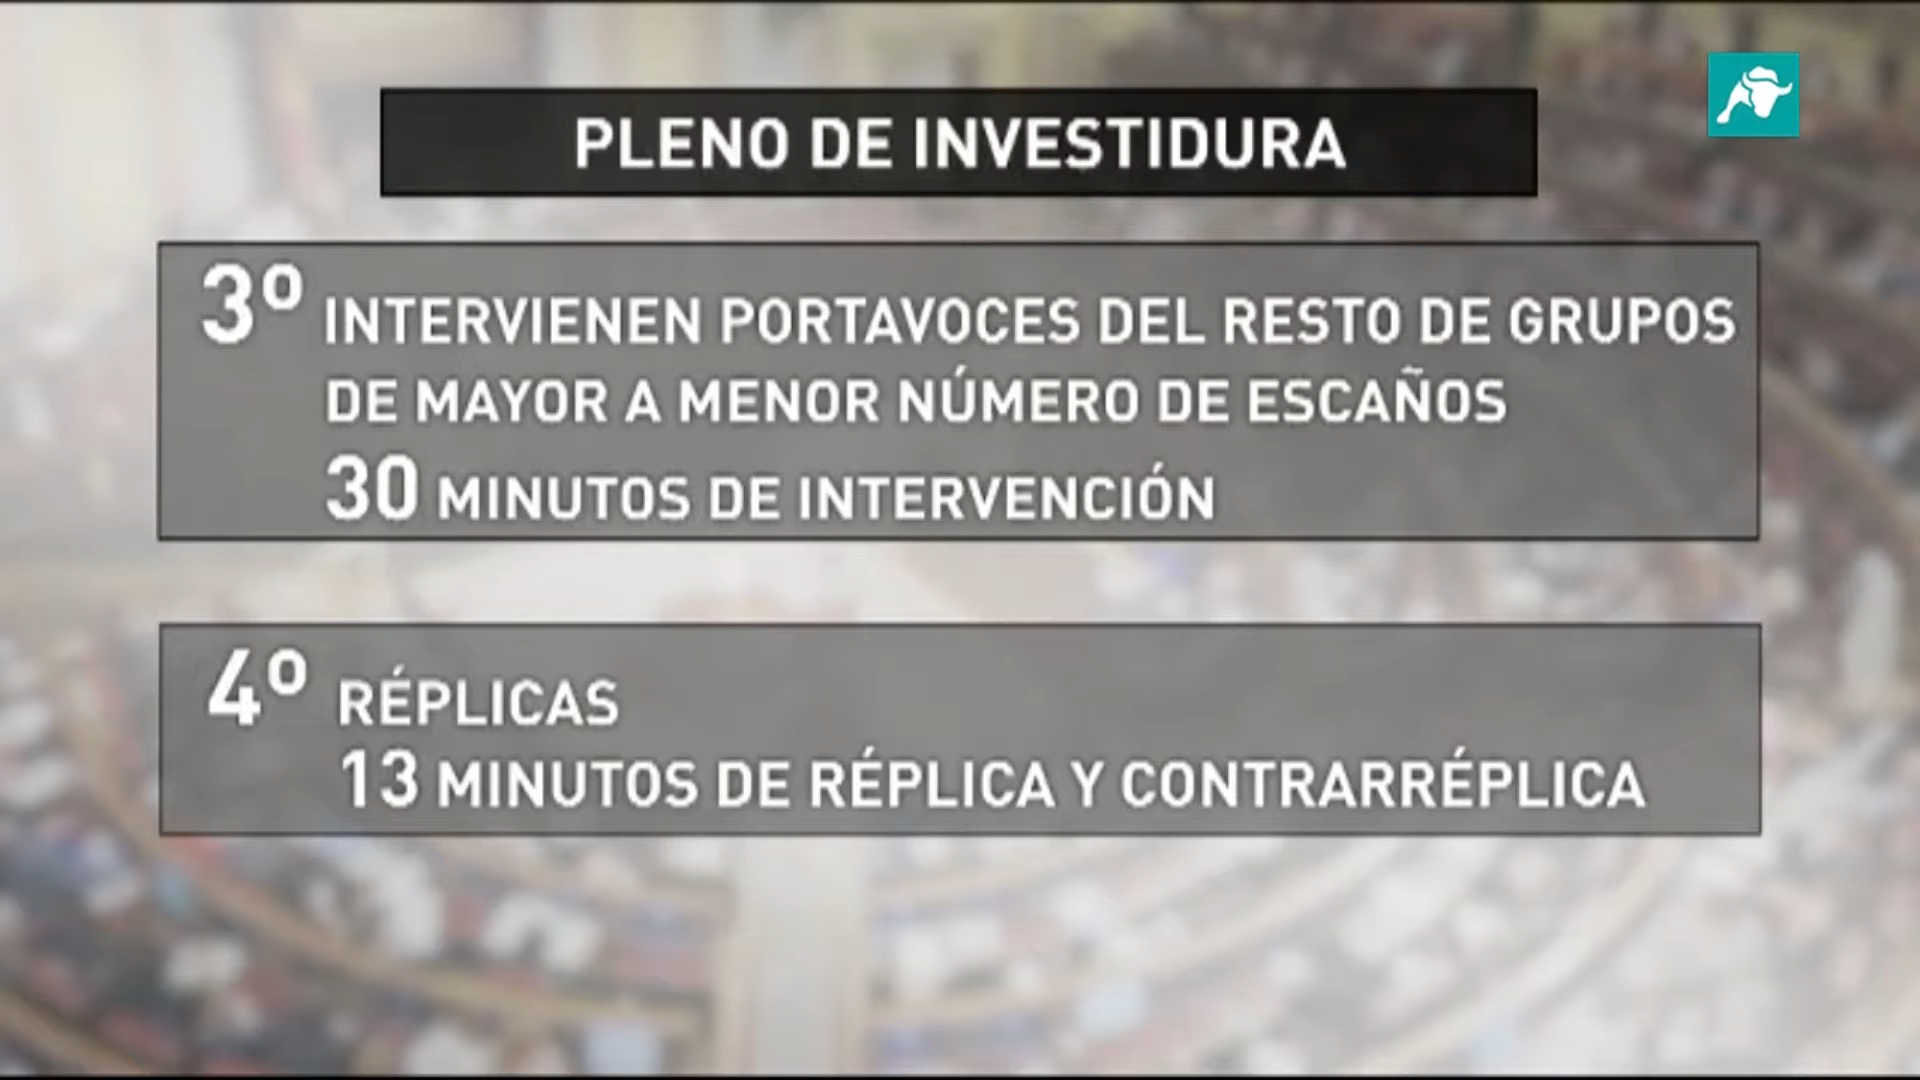 PLENO DE INVESTIDURA
3º INTERVIENEN PORTAVOCES DEL RESTO DE GRUPOS
DE MAYOR A MENOR NÚMERO DE ESCAÑOS
30 MINUTOS DE INTERVENCIÓN
4º RÉPLICAS
13 MINUTOS DE RÉPLICA Y CONTRARRÉPLICA